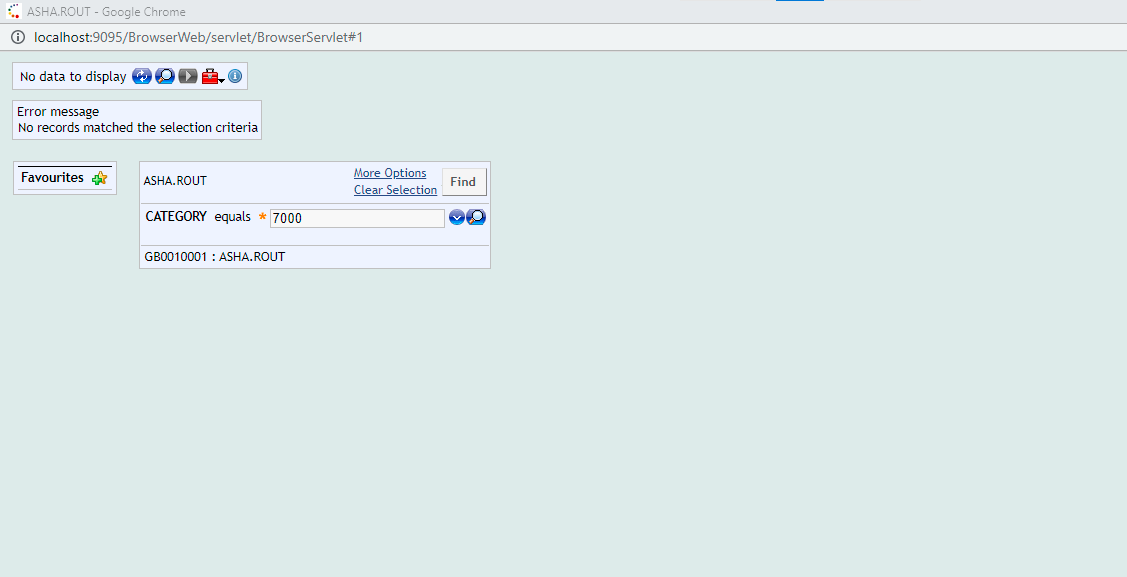 ASHA.ROUT - Google Chrome
localhost:9095/BrowserWeb/servlet/BrowserServlet#1
No data to display
Error message
No records matched the selection criteria
Favourites
ASHA.ROUT
More Options
Clear Selection
Find
CATEGORY equals * 7000
GB0010001 : ASHA.ROUT